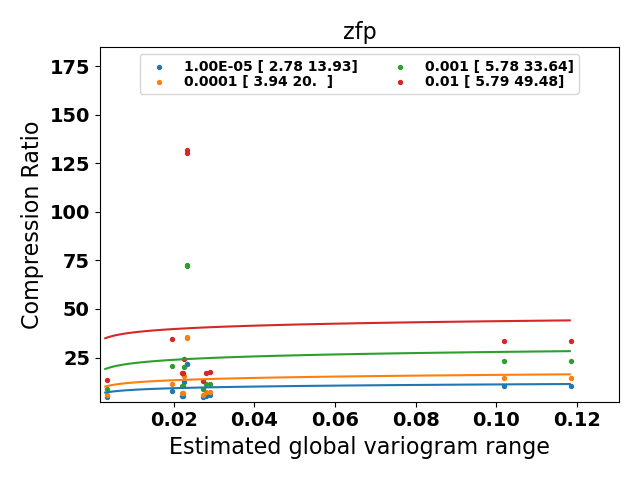 zfp
1.00E-05 [ 2.78 13.93]
0.0001 [ 3.94 20.  ]
0.001 [ 5.78 33.64]
0.01 [ 5.79 49.48]
Compression Ratio
175
150
125
100
75
50
25
0.02 0.04 0.06 0.08 0.10 0.12
Estimated global variogram range